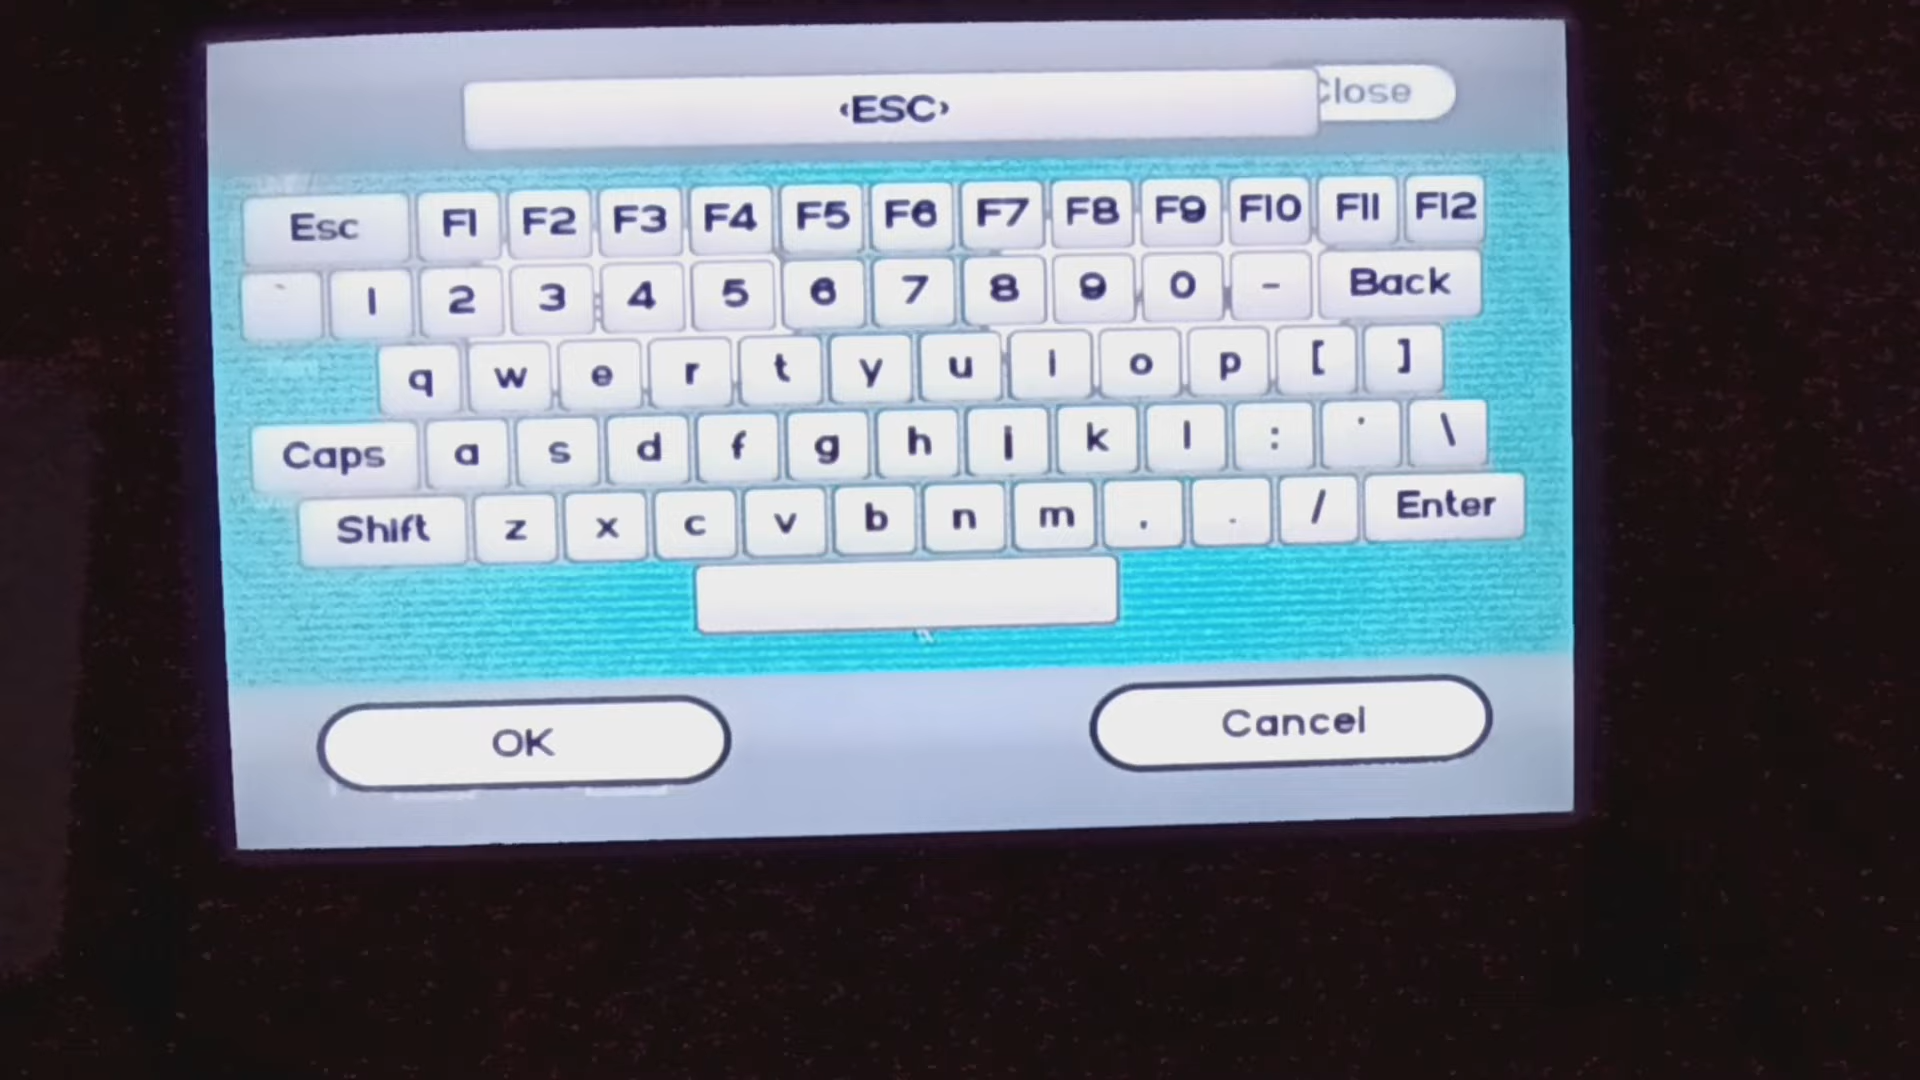 Close
‹ESC›
Esc F1 F2 F3 F4 F5 F6 F7 F8 F9 F10 F11 F12
` 1 2 3 4 5 6 7 8 9 0 - Back
q w e r t y u i o p [ ]
Caps a s d f g h j k l : ' \
Shift z x c v b n m , . / Enter
OK Cancel